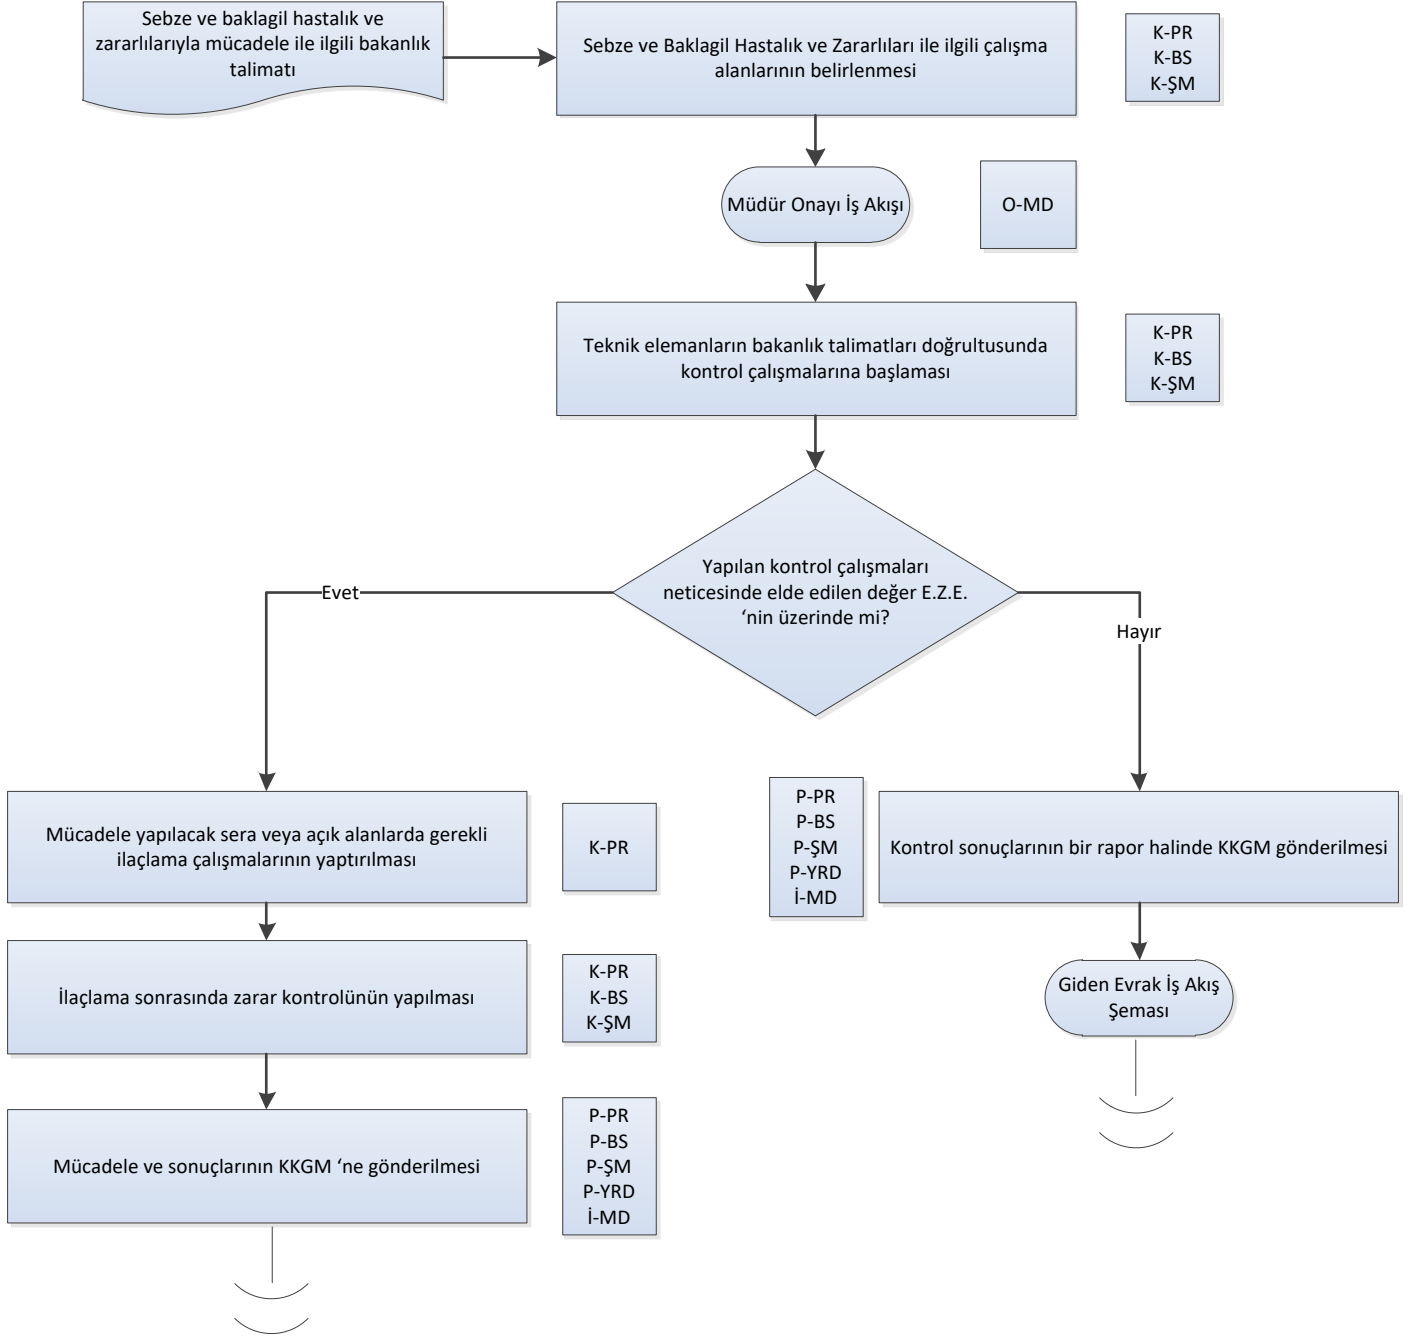 Sebze ve baklagil hastalık ve
zararlılarıyla mücadele ile ilgili bakanlık
talimatı
Sebze ve Baklagil Hastalık ve Zararlıları ile ilgili çalışma
alanlarının belirlenmesi
K-PR
K-BS
K-ŞM
Müdür Onayı İş Akışı
O-MD
Teknik elemanların bakanlık talimatları doğrultusunda
kontrol çalışmalarına başlaması
K-PR
K-BS
K-ŞM
Yapılan kontrol çalışmaları
neticesinde elde edilen değer E.Z.E.
‘nin üzerinde mi?
Evet
Hayır
Mücadele yapılacak sera veya açık alanlarda gerekli
ilaçlama çalışmalarının yaptırılması
K-PR
P-PR
P-BS
P-ŞM
P-YRD
İ-MD
Kontrol sonuçlarının bir rapor halinde KKGM gönderilmesi
İlaçlama sonrasında zarar kontrolünün yapılması
K-PR
K-BS
K-ŞM
Giden Evrak İş Akış
Şeması
Mücadele ve sonuçlarının KKGM ‘ne gönderilmesi
P-PR
P-BS
P-ŞM
P-YRD
İ-MD